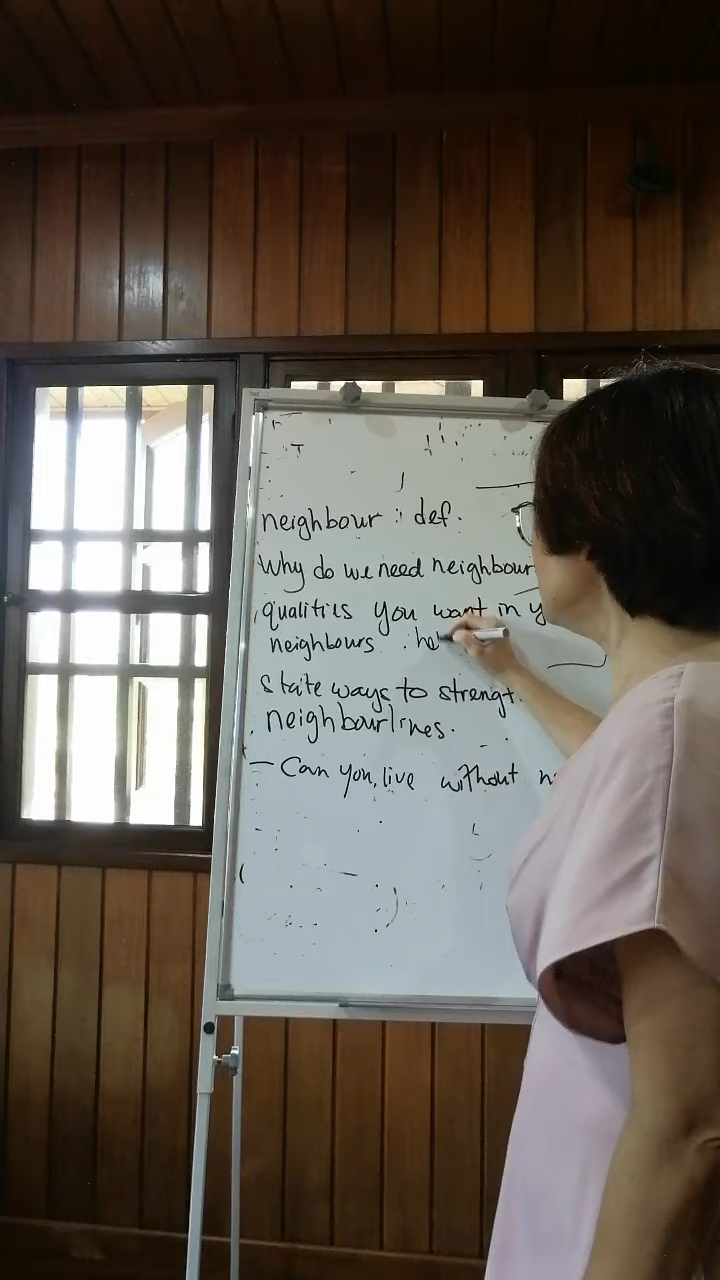 neighbour : def.
Why do we need neighbour
qualities you want in y
neighbours . he
state ways to strengt
neighbourlines.
– Can you, live without n